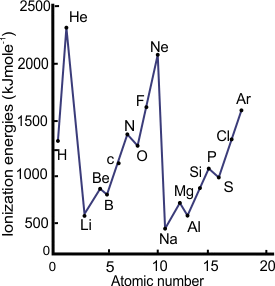 Ionization energies (kJmole⁻¹)
2500
2000
1500
1000
500
0
He
H
Li
Be
B
c
N
O
F
Ne
Na
Mg
Al
Si
P
S
Cl
Ar
0 5 10 15 20
Atomic number